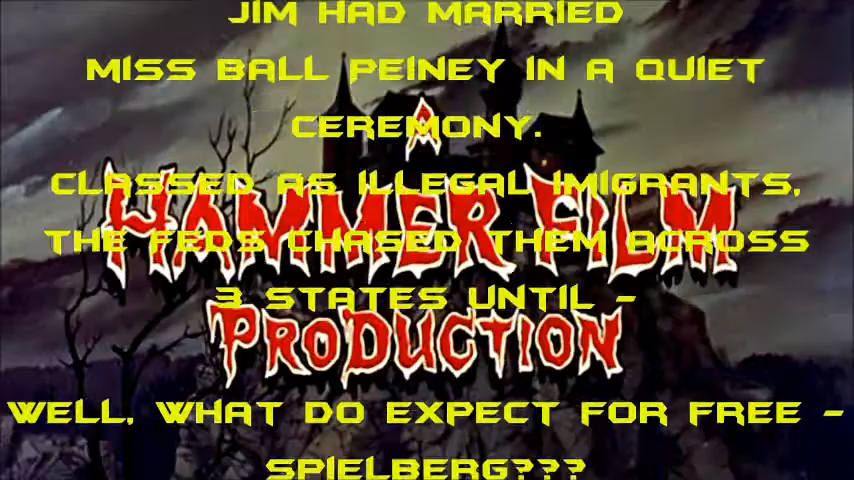 JIM HAD MARRIED
MISS BALL PEINEY IN A QUIET
CEREMONY.
A
CLASSED AS ILLEGAL IMIGRANTS,
HAMMER FILM
THE FEDS CHASED THEM ACROSS
3 STATES UNTIL -
PRODUCTION
WELL, WHAT DO EXPECT FOR FREE -
SPIELBERG???